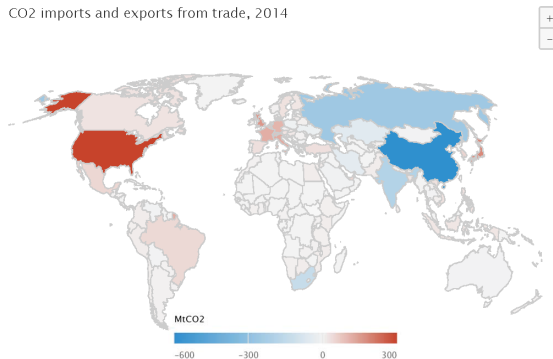 CO2 imports and exports from trade, 2014
+
−
MtCO2
−600 −300 0 300